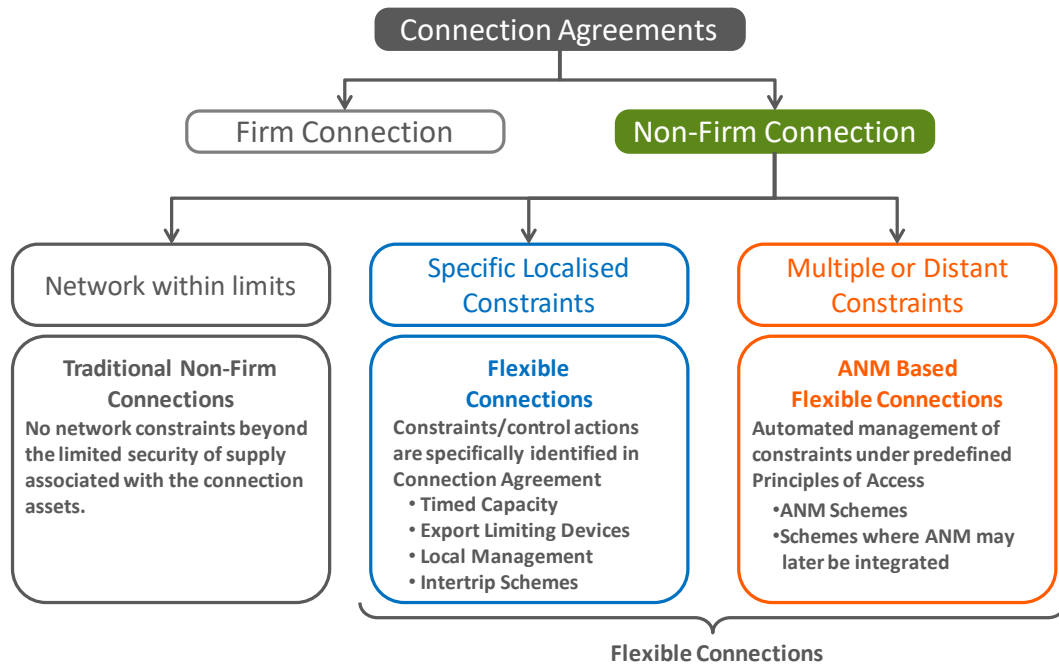 Connection Agreements
Firm Connection
Non-Firm Connection
Network within limits
Specific Localised
Constraints
Multiple or Distant
Constraints
Traditional Non-Firm
Connections
No network constraints beyond
the limited security of supply
associated with the connection
assets.
Flexible
Connections
Constraints/control actions
are specifically identified in
Connection Agreement
• Timed Capacity
• Export Limiting Devices
• Local Management
• Intertrip Schemes
ANM Based
Flexible Connections
Automated management of
constraints under predefined
Principles of Access
•ANM Schemes
•Schemes where ANM may
later be integrated
Flexible Connections